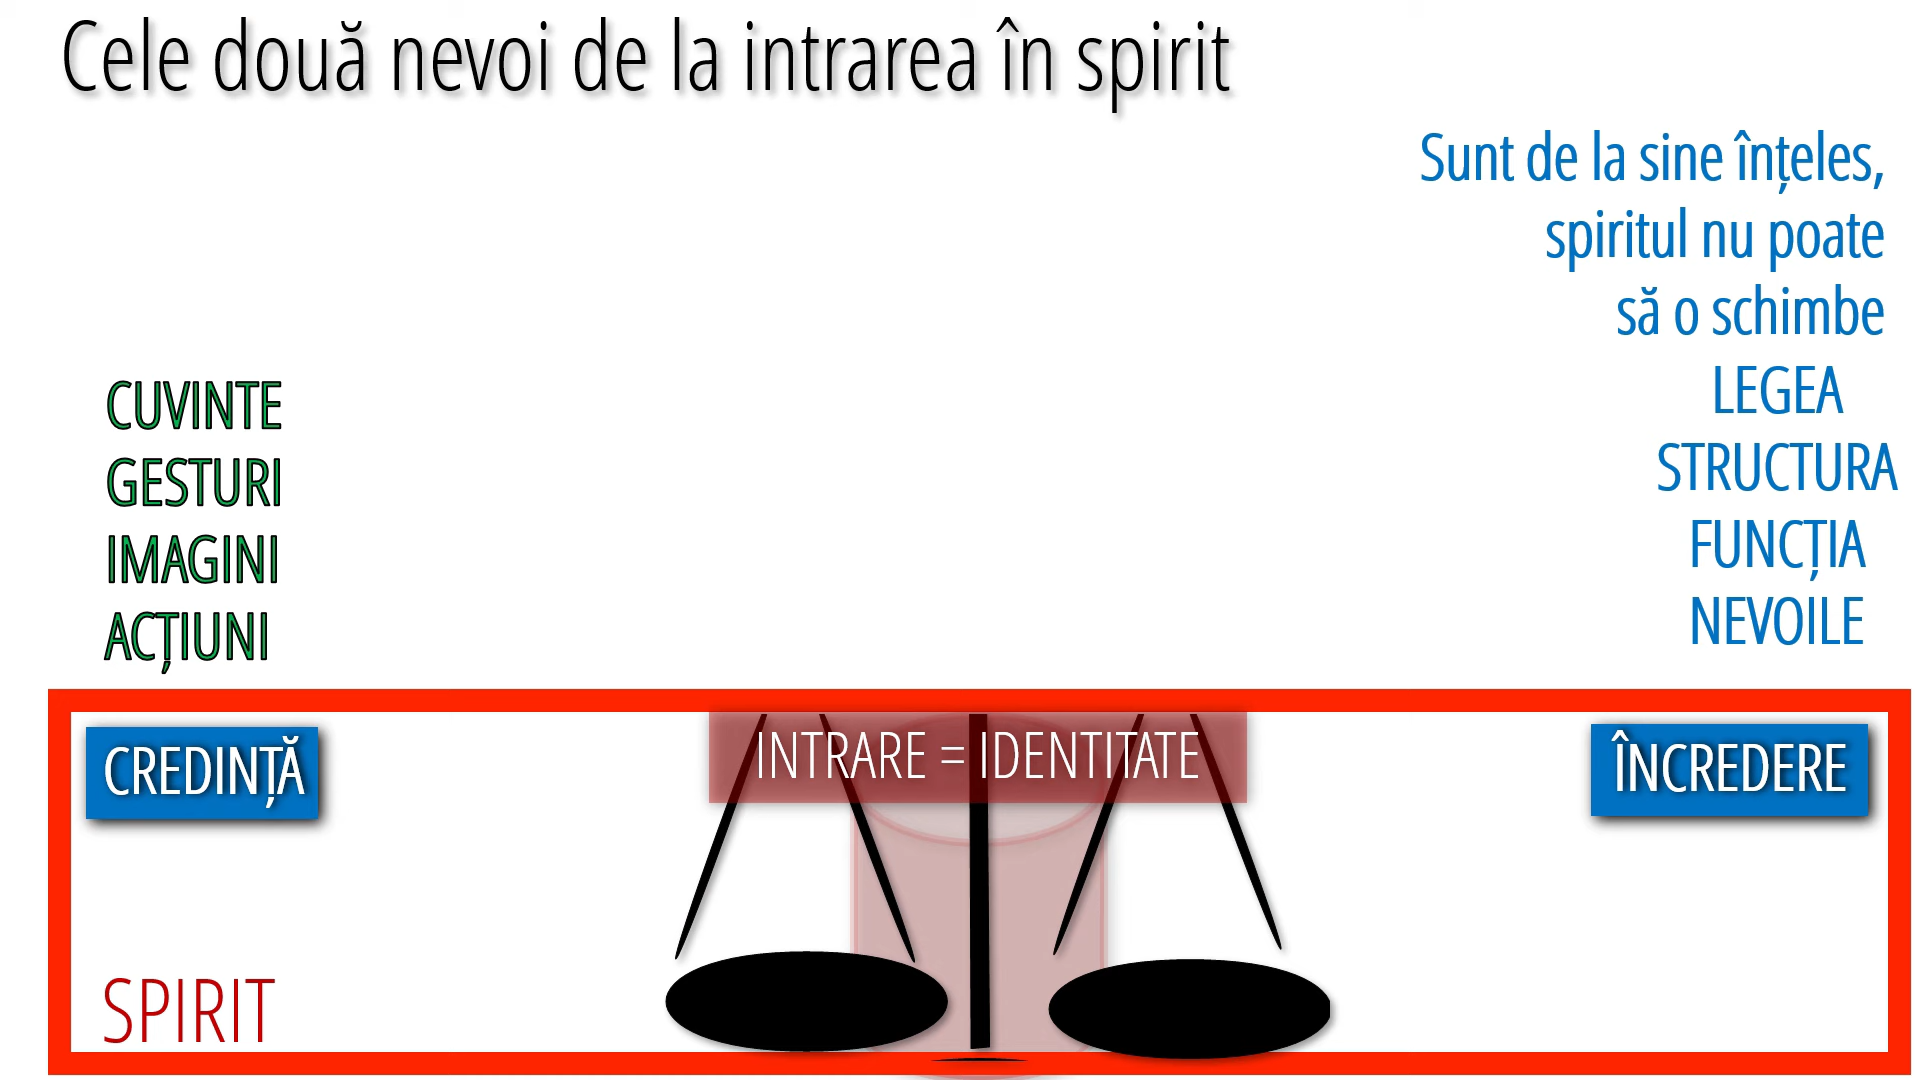 Cele două nevoi de la intrarea în spirit
Sunt de la sine înțeles,
spiritul nu poate
să o schimbe
LEGEA
STRUCTURA
FUNCȚIA
NEVOILE
CUVINTE
GESTURI
IMAGINI
ACȚIUNI
CREDINȚĂ
INTRARE = IDENTITATE
ÎNCREDERE
SPIRIT